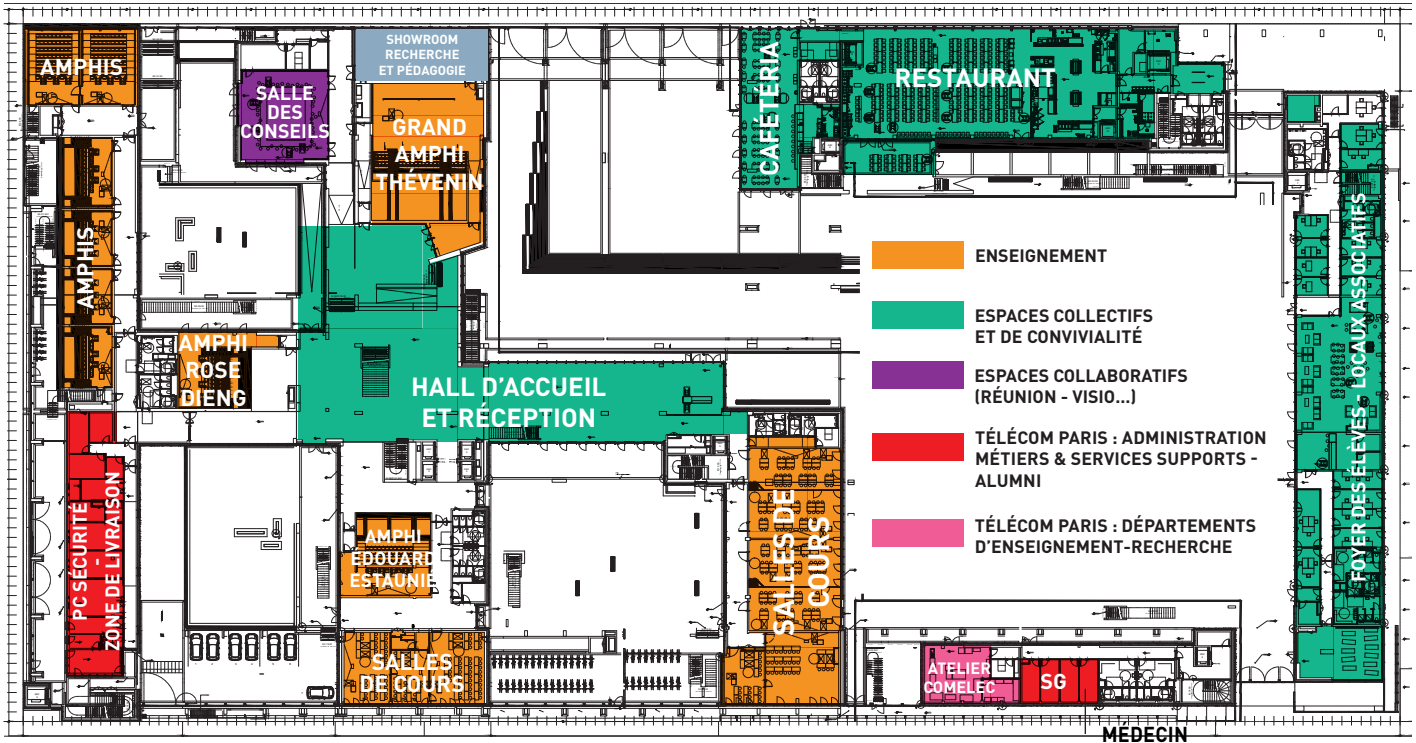 AMPHIS
SHOWROOM
RECHERCHE
ET PÉDAGOGIE
SALLE
DES
CONSEILS
GRAND
AMPHI
THÉVENIN
CAFÉTÉRIA
RESTAURANT
AMPHIS
AMPHI
ROSE
DIENG
HALL D'ACCUEIL
ET RÉCEPTION
ENSEIGNEMENT
ESPACES COLLECTIFS
ET DE CONVIVIALITÉ
ESPACES COLLABORATIFS
(RÉUNION - VISIO...)
TÉLÉCOM PARIS : ADMINISTRATION
MÉTIERS & SERVICES SUPPORTS -
ALUMNI
TÉLÉCOM PARIS : DÉPARTEMENTS
D'ENSEIGNEMENT-RECHERCHE
FOYER DES ÉLÈVES - LOCAUX ASSOCIATIFS
PC SÉCURITÉ
-
ZONE DE LIVRAISON
AMPHI
ÉDOUARD
ESTAUNIÉ
SALLES DE
COURS
SALLES
DE COURS
ATELIER
COMELEC
SG
MÉDECIN